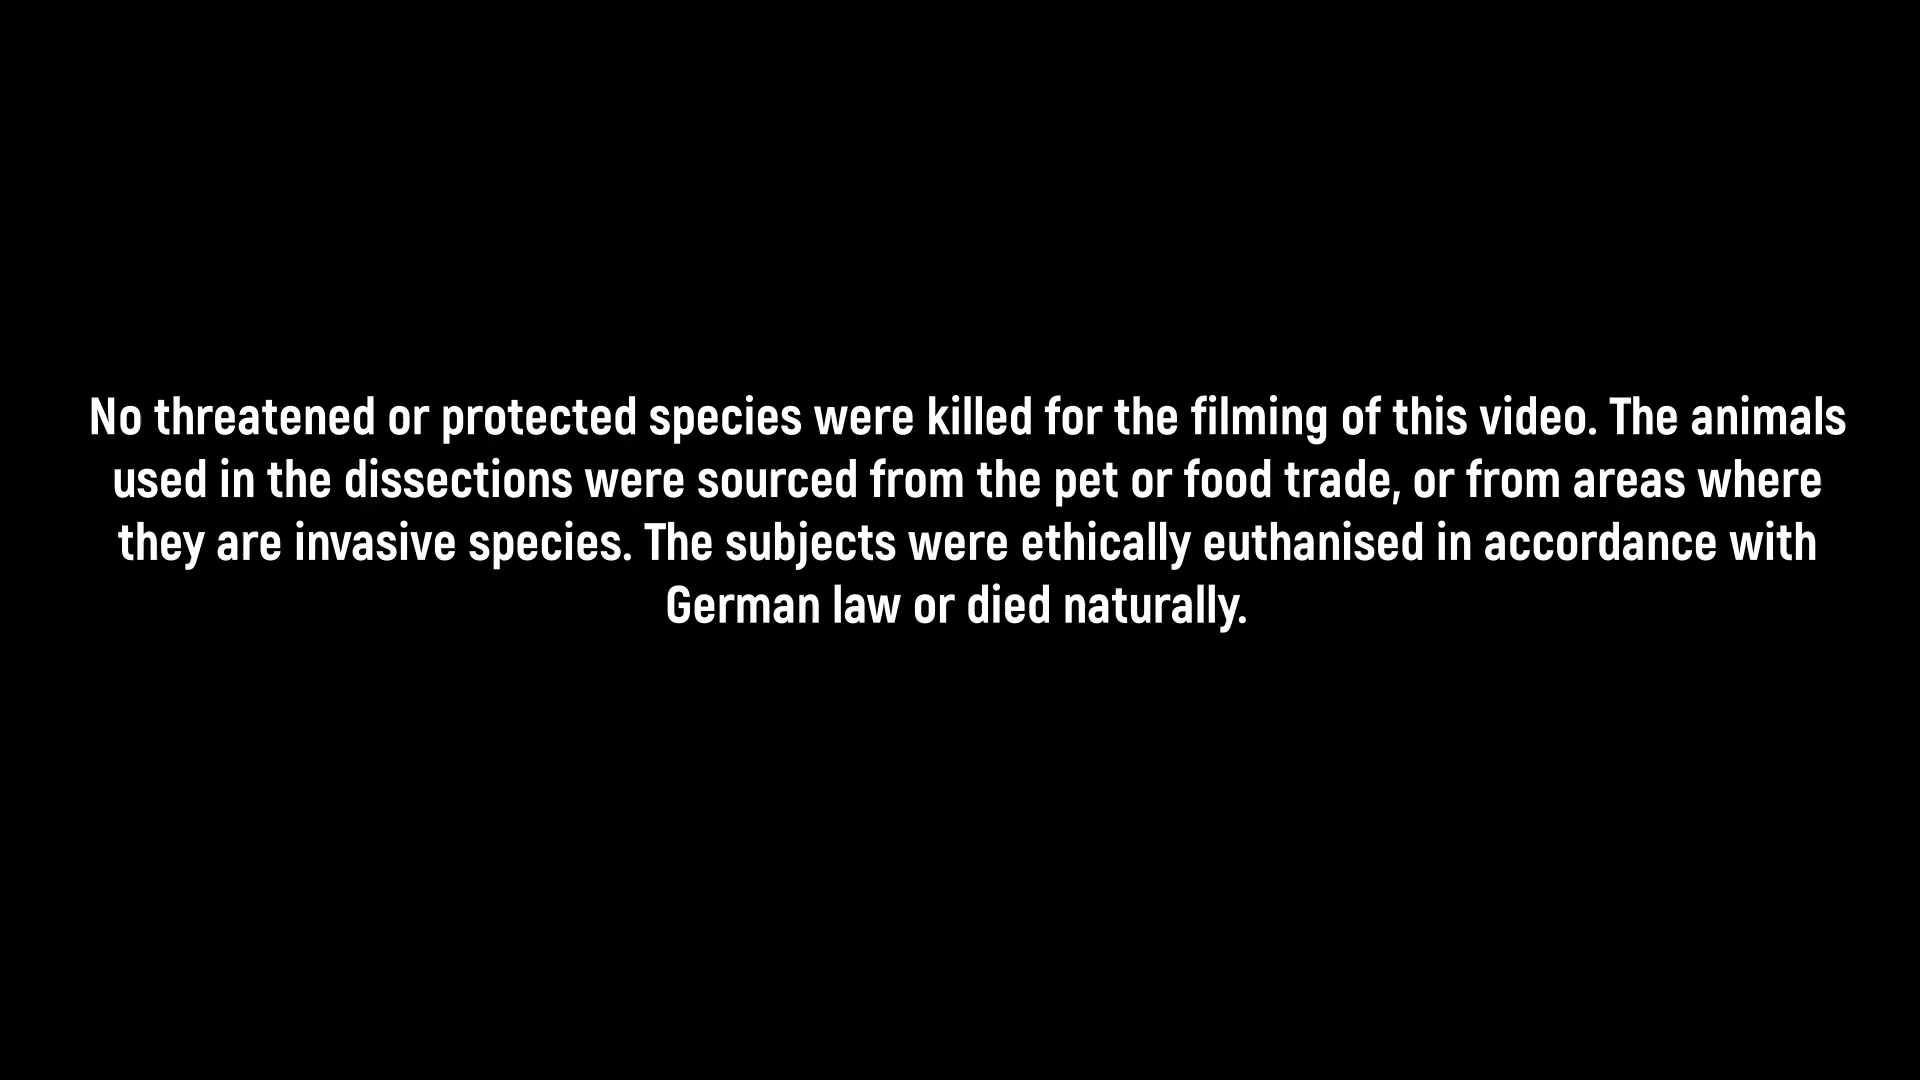 No threatened or protected species were killed for the filming of this video. The animals
used in the dissections were sourced from the pet or food trade, or from areas where
they are invasive species. The subjects were ethically euthanised in accordance with
German law or died naturally.